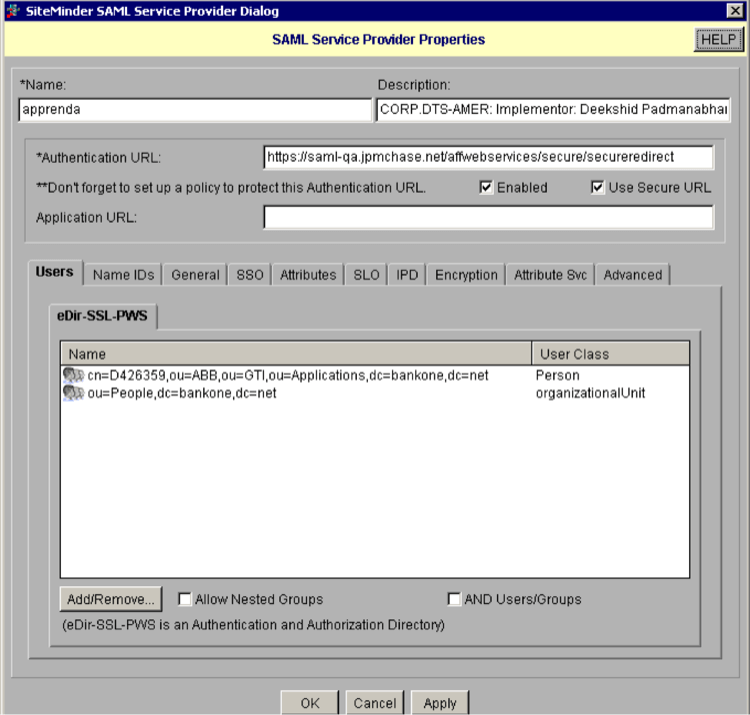 SiteMinder SAML Service Provider Dialog
SAML Service Provider Properties
HELP
*Name:
Description:
apprenda
CORP.DTS-AMER: Implementor: Deekshid Padmanabhai
*Authentication URL:
https://saml-qa.jpmchase.net/affwebservices/secure/secureredirect
**Don't forget to set up a policy to protect this Authentication URL.
Enabled
Use Secure URL
Application URL:
Users
Name IDs
General
SSO
Attributes
SLO
IPD
Encryption
Attribute Svc
Advanced
eDir-SSL-PWS
Name
User Class
cn=D426359,ou=ABB,ou=GTI,ou=Applications,dc=bankone,dc=net
Person
ou=People,dc=bankone,dc=net
organizationalUnit
Add/Remove...
Allow Nested Groups
AND Users/Groups
(eDir-SSL-PWS is an Authentication and Authorization Directory)
OK
Cancel
Apply